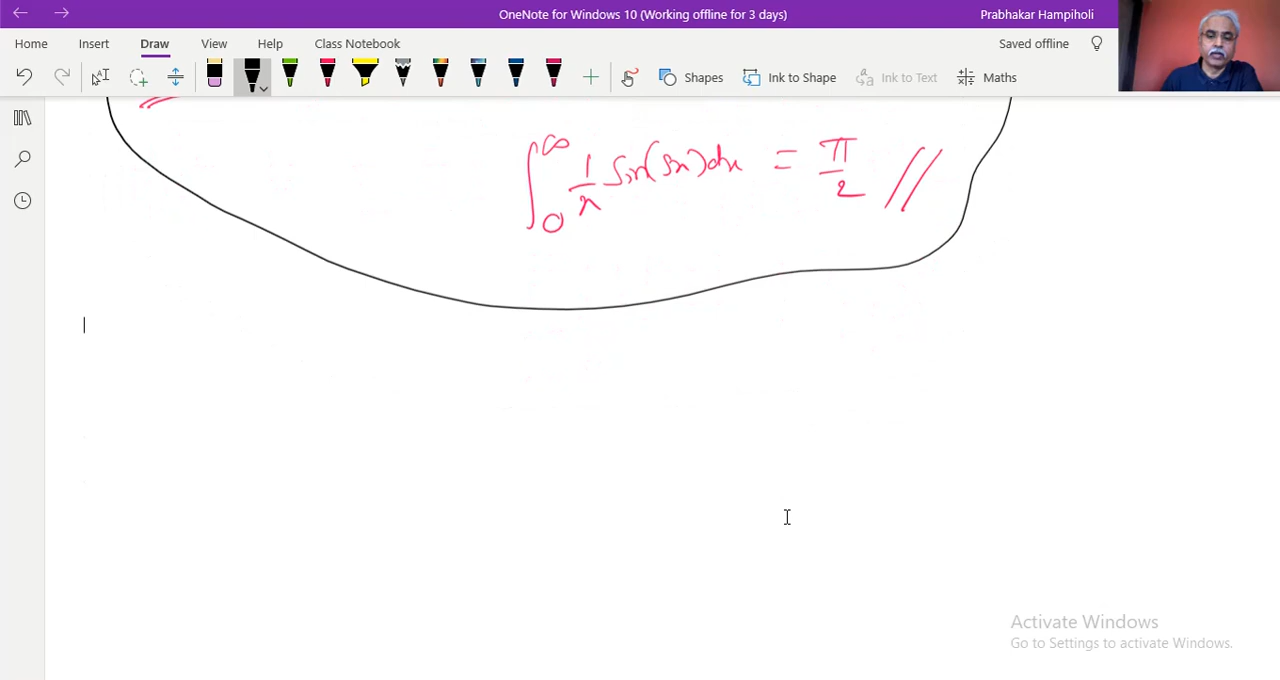 OneNote for Windows 10 (Working offline for 3 days)
Prabhakar Hampiholi
Home Insert Draw View Help Class Notebook Saved offline
Shapes Ink to Shape Ink to Text Maths
∫₀^∞ 1/x sin(sx) dx = π/2 //
Activate Windows
Go to Settings to activate Windows.